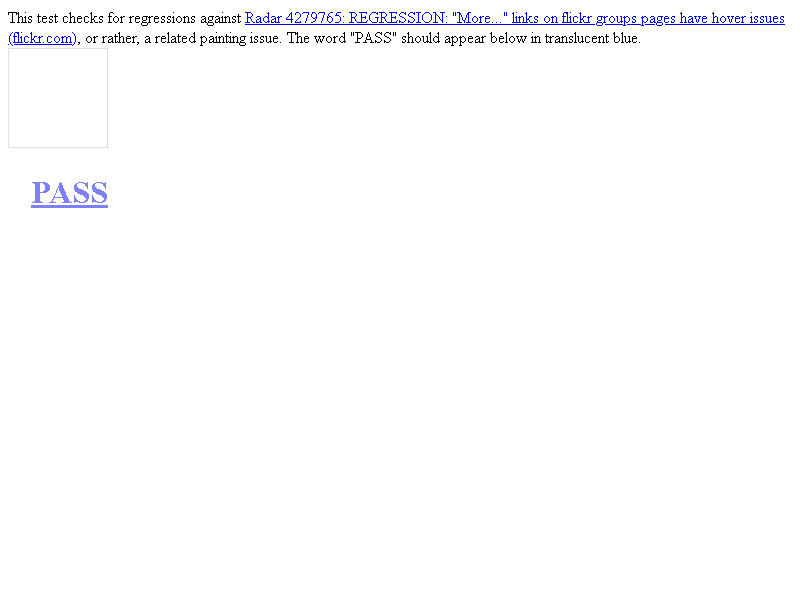 This test checks for regressions against Radar 4279765: REGRESSION: "More..." links on flickr groups pages have hover issues
(flickr.com), or rather, a related painting issue. The word "PASS" should appear below in translucent blue.
PASS